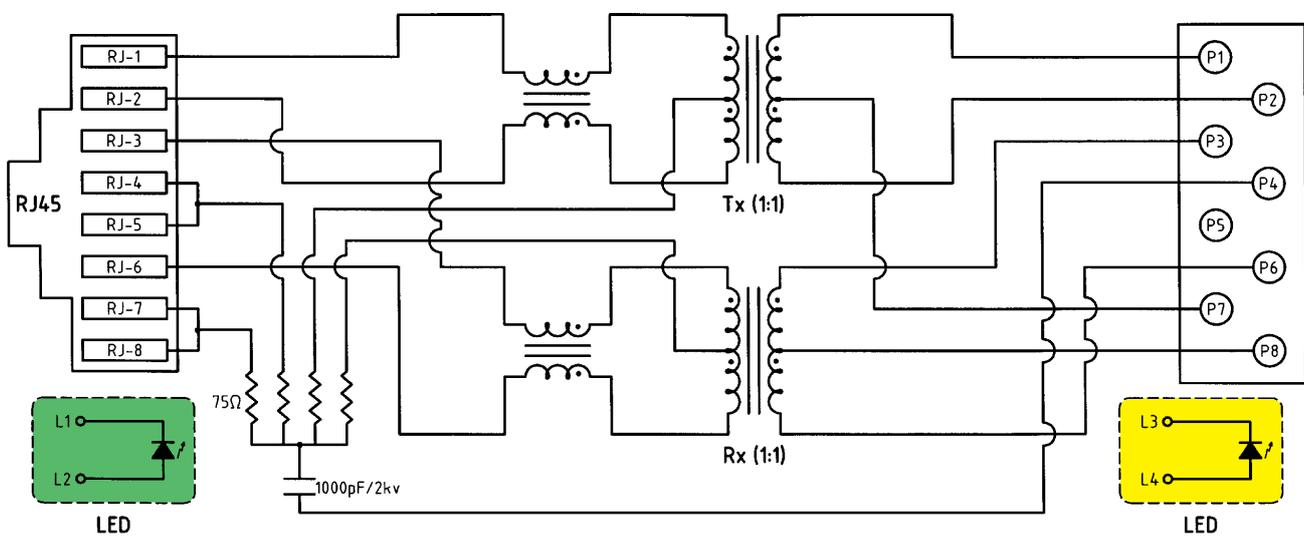 RJ-1
RJ-2
RJ-3
RJ-4
RJ45
RJ-5
RJ-6
RJ-7
RJ-8
75Ω
1000pF/2kv
Tx (1:1)
Rx (1:1)
P1
P2
P3
P4
P5
P6
P7
P8
L1
L2
LED
L3
L4
LED